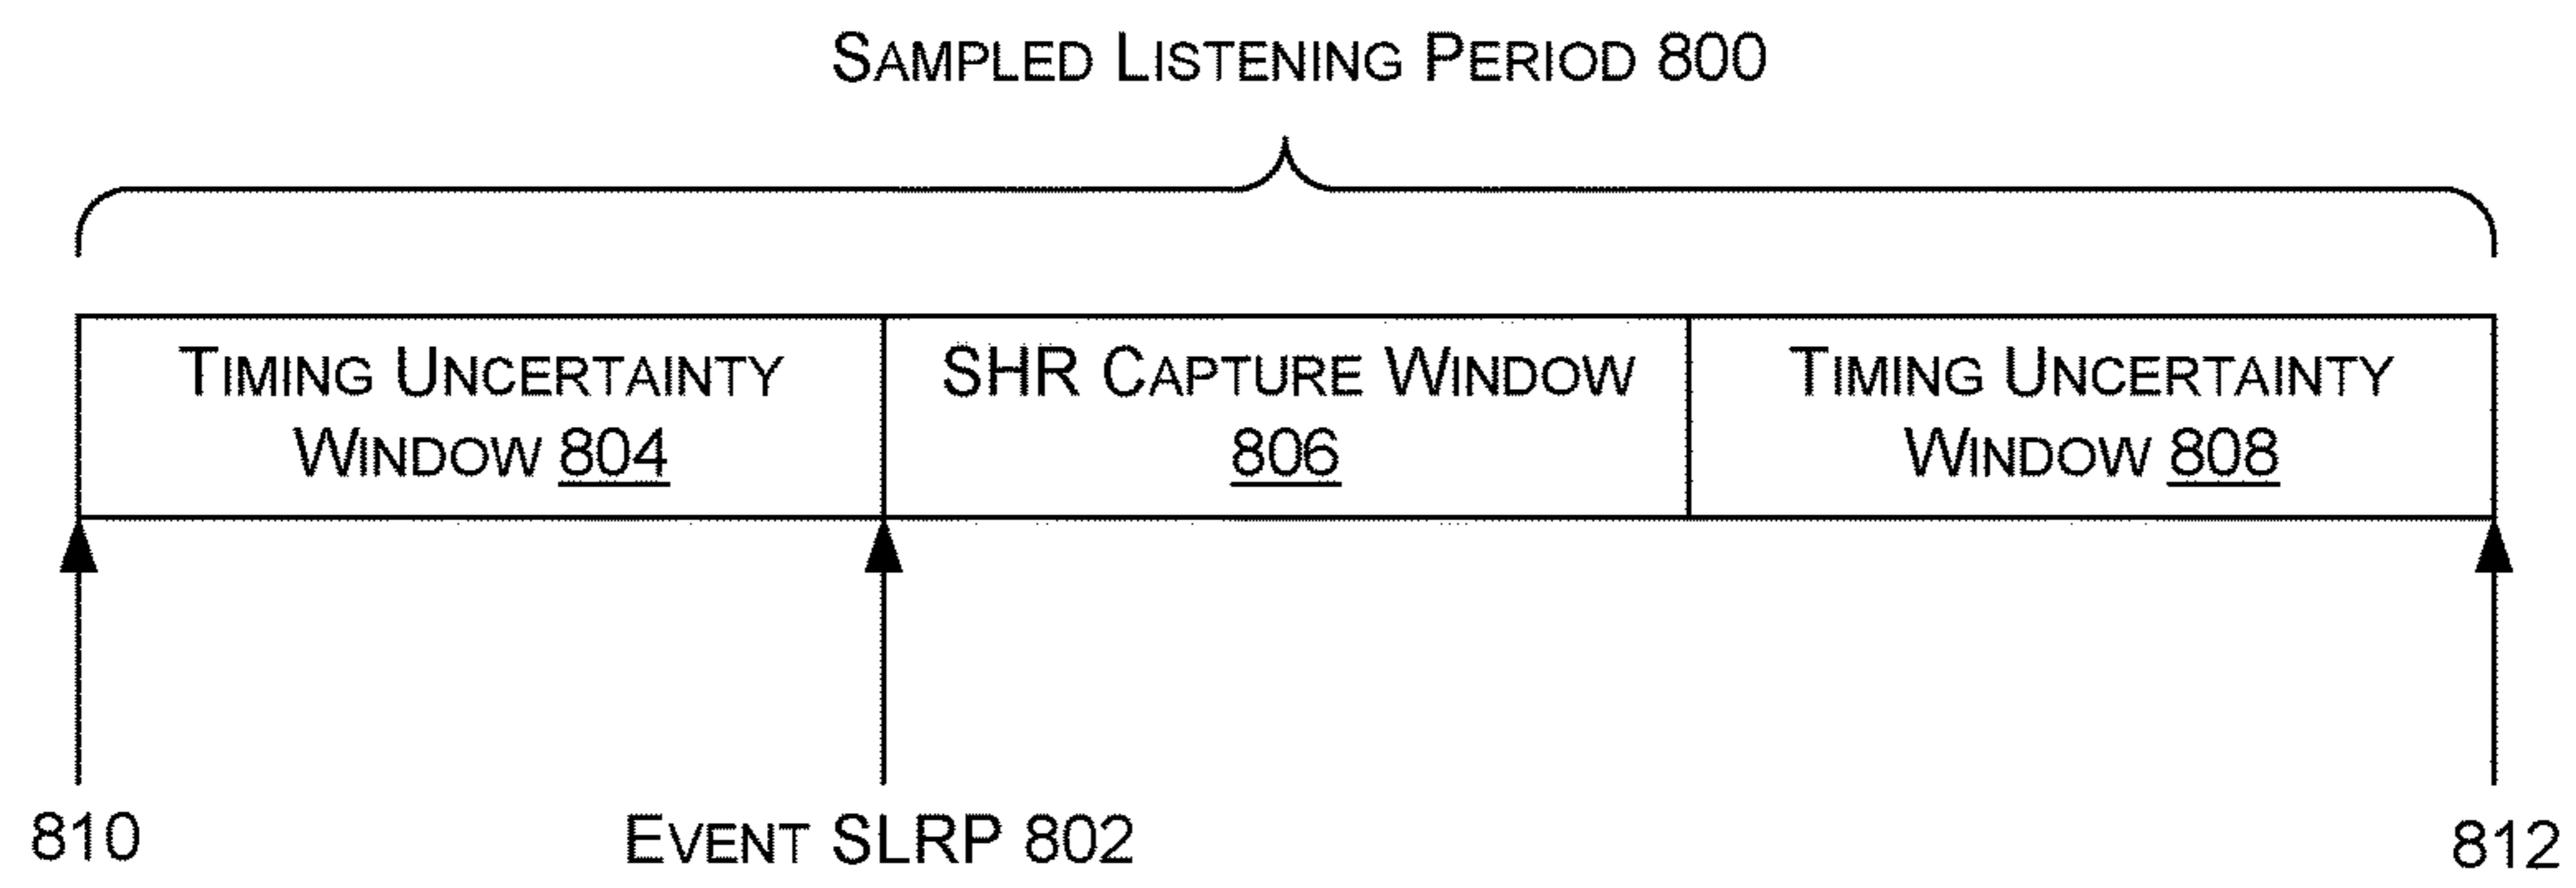 SAMPLED LISTENING PERIOD 800
TIMING UNCERTAINTY WINDOW 804
SHR CAPTURE WINDOW 806
TIMING UNCERTAINTY WINDOW 808
810
EVENT SLRP 802
812